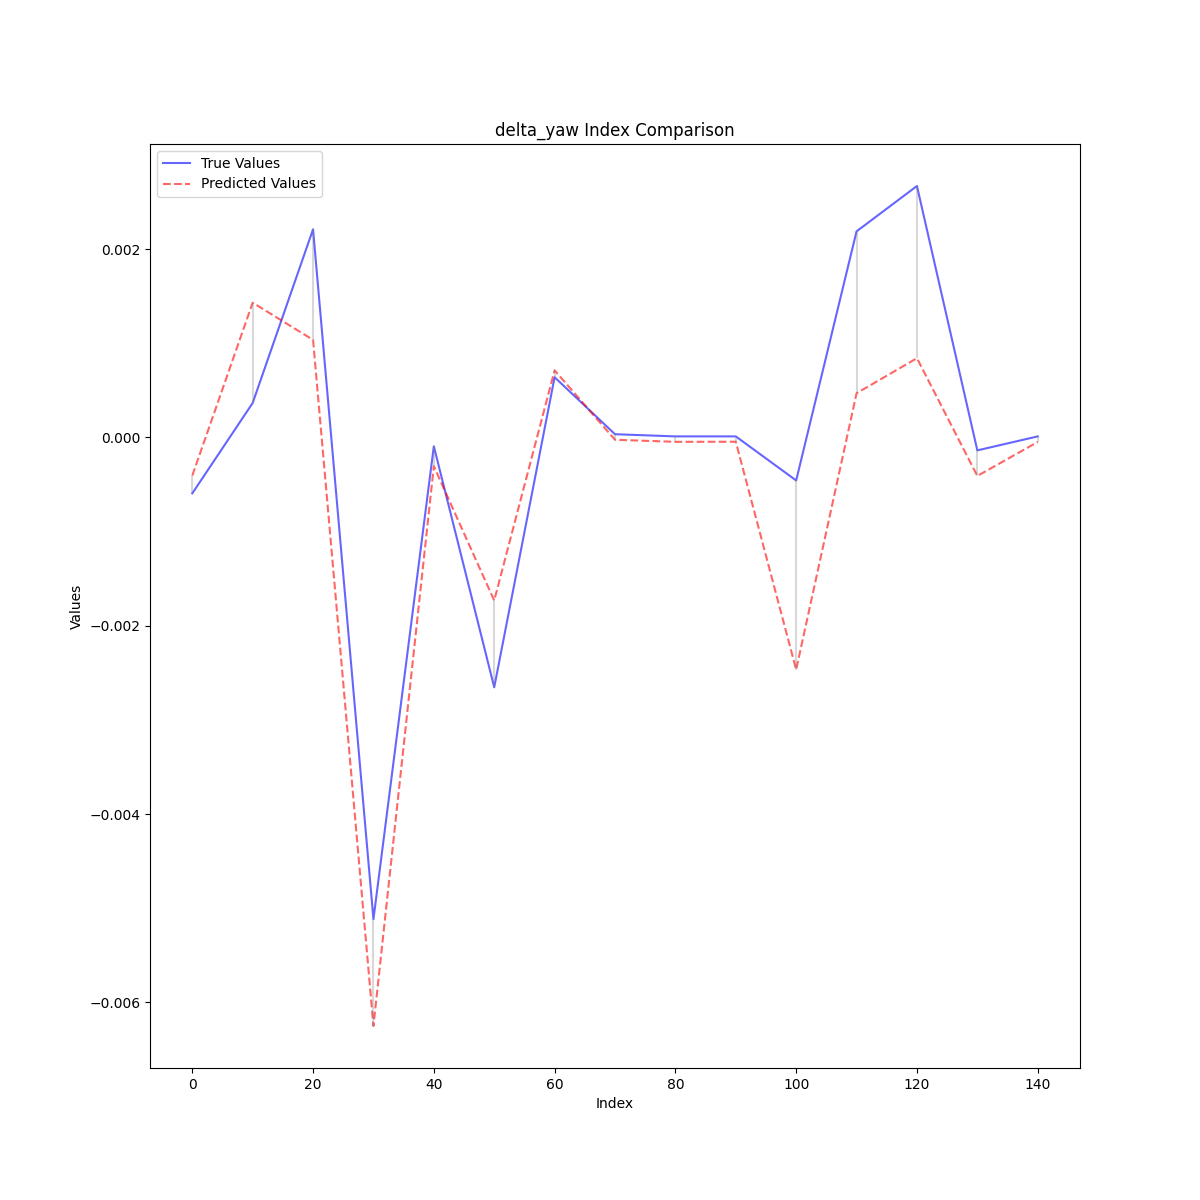 delta_yaw Index Comparison
True Values
Predicted Values
0.002
0.000
−0.002
−0.004
−0.006
Values
0 20 40 60 80 100 120 140
Index